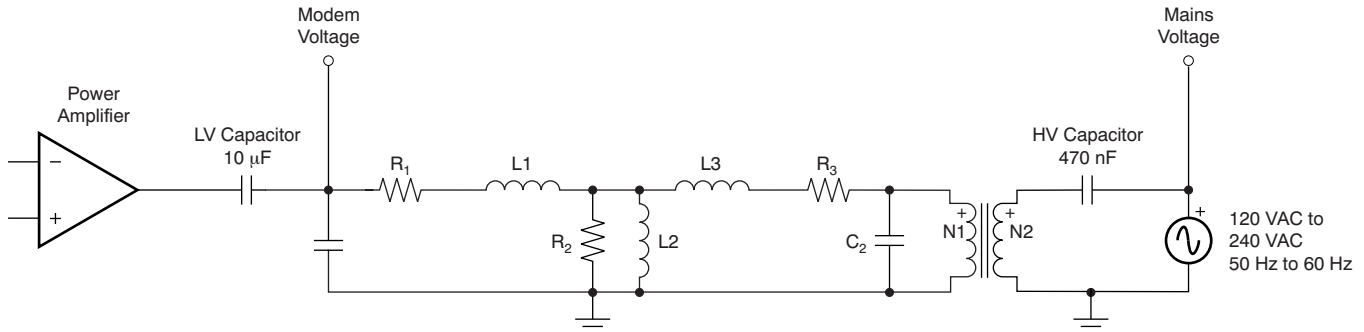 Modem
Voltage
Mains
Voltage
Power
Amplifier
LV Capacitor
10 μF
HV Capacitor
470 nF
R1
L1
L3
R3
−
+
R2
L2
C2
+
N1
+
N2
+
120 VAC to
240 VAC
50 Hz to 60 Hz